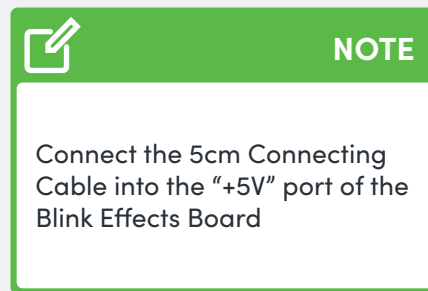 NOTE
Connect the 5cm Connecting
Cable into the “+5V” port of the
Blink Effects Board